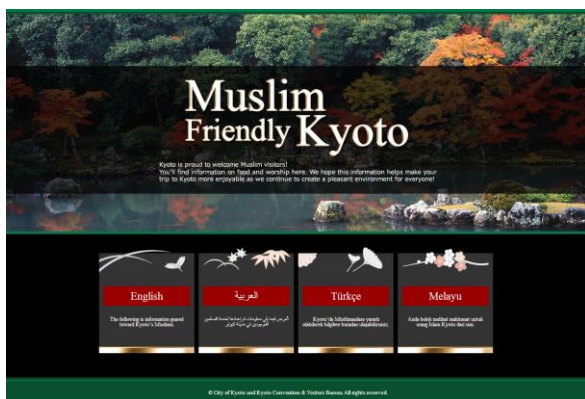 Muslim
Friendly Kyoto
Kyoto is proud to welcome Muslim visitors!
You'll find information on food and worship here. We hope this information helps make your
trip to Kyoto more enjoyable as we continue to create a pleasant environment for everyone!
English
The following is information geared
toward Kyoto's Muslims.
العربية
Türkçe
Kyoto'da Müslümanlara yönelik
Melayu
Anda boleh melihat maklumat untuk
orang Islam Kyoto dari sini.
© City of Kyoto and Kyoto Convention & Visitors Bureau All rights reserved.